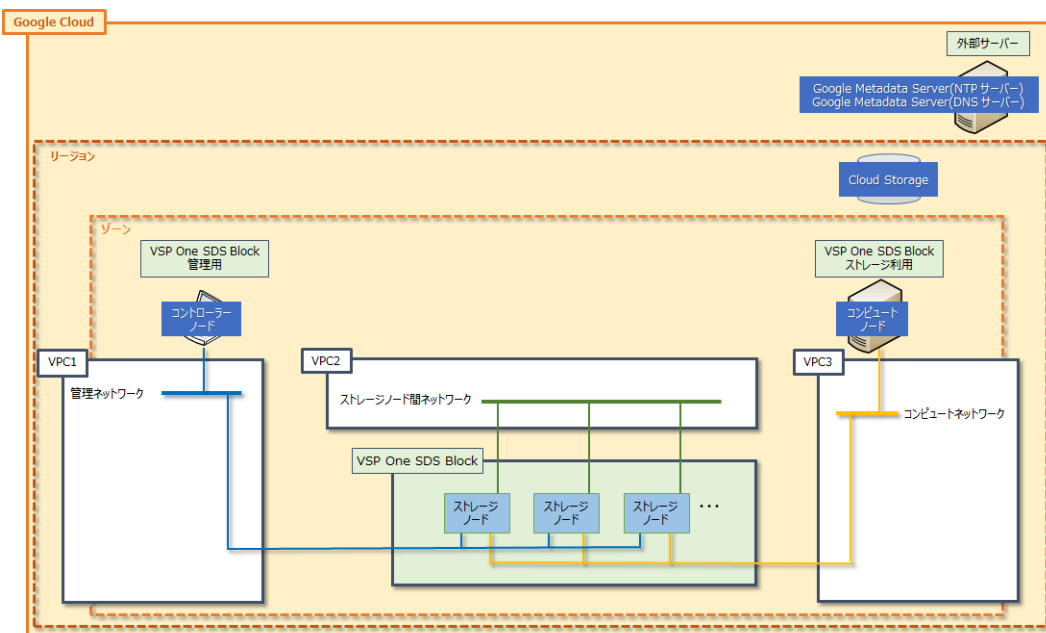 Google Cloud
外部サーバー
Google Metadata Server(NTPサーバー)
Google Metadata Server(DNSサーバー)
リージョン
Cloud Storage
ゾーン
VSP One SDS Block
管理用
VSP One SDS Block
ストレージ利用
コントローラー
ノード
コンピュート
ノード
VPC1
VPC2
VPC3
管理ネットワーク
ストレージノード間ネットワーク
コンピュートネットワーク
VSP One SDS Block
ストレージ
ノード
ストレージ
ノード
ストレージ
ノード
・・・